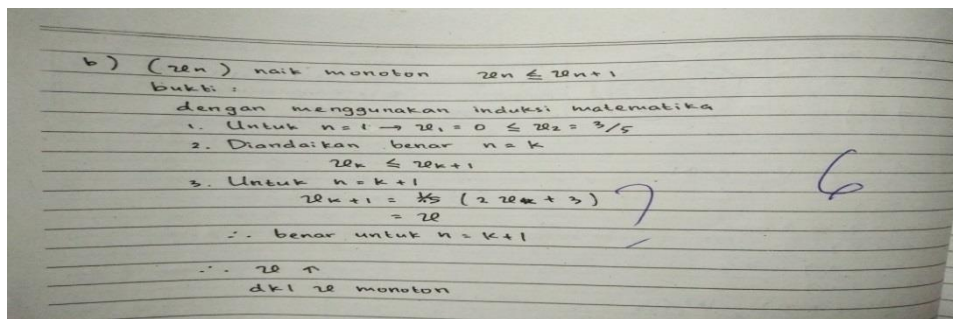 b) (xn) naik monoton xn ≤ xn+1
bukti :
dengan menggunakan induksi matematika
1. Untuk n = 1 → x1 = 0 ≤ x2 = 3/5
2. Diandaikan benar n = k
xk ≤ xk+1
3. Untuk n = k+1
xk+1 = 1/5 (2 xk + 3)
= x
?
6
∴ benar untuk n = k+1
∴ x ↑
dkl x monoton